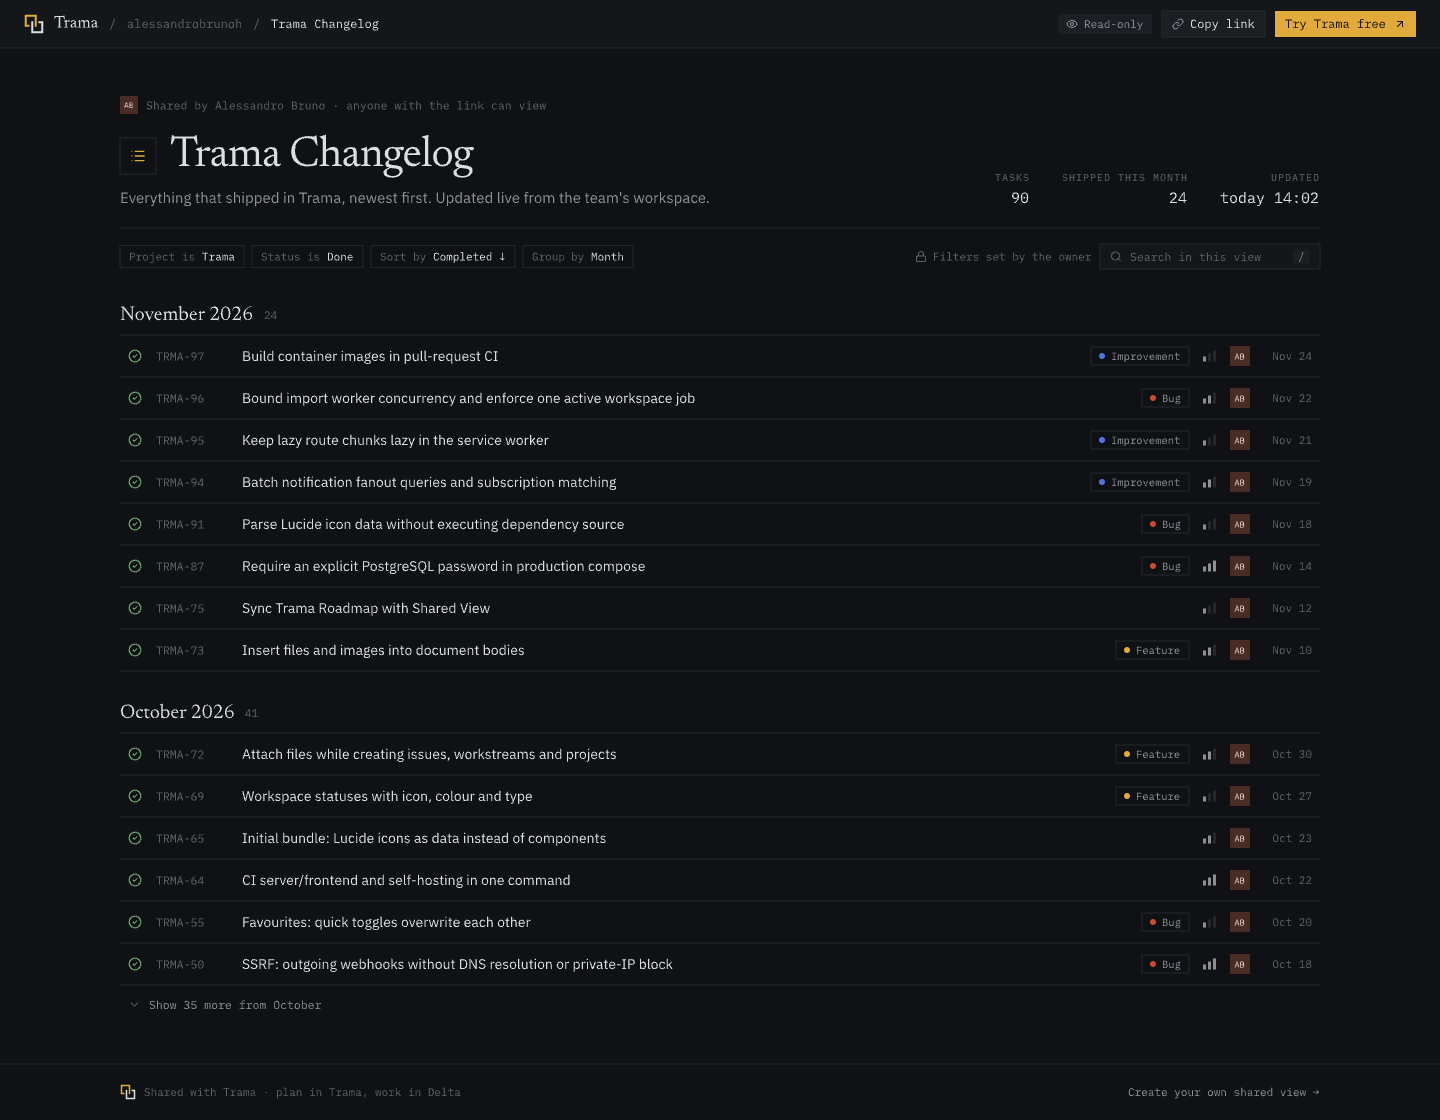 Trama / alessandrobrunoh / Trama Changelog Read-only Copy link Try Trama free ↗
AB Shared by Alessandro Bruno · anyone with the link can view
Trama Changelog
Everything that shipped in Trama, newest first. Updated live from the team's workspace.
TASKS SHIPPED THIS MONTH UPDATED
90 24 today 14:02
Project is Trama Status is Done Sort by Completed ↓ Group by Month Filters set by the owner Search in this view /
November 2026 24
TRMA-97 Build container images in pull-request CI Improvement AB Nov 24
TRMA-96 Bound import worker concurrency and enforce one active workspace job Bug AB Nov 22
TRMA-95 Keep lazy route chunks lazy in the service worker Improvement AB Nov 21
TRMA-94 Batch notification fanout queries and subscription matching Improvement AB Nov 19
TRMA-91 Parse Lucide icon data without executing dependency source Bug AB Nov 18
TRMA-87 Require an explicit PostgreSQL password in production compose Bug AB Nov 14
TRMA-75 Sync Trama Roadmap with Shared View AB Nov 12
TRMA-73 Insert files and images into document bodies Feature AB Nov 10
October 2026 41
TRMA-72 Attach files while creating issues, workstreams and projects Feature AB Oct 30
TRMA-69 Workspace statuses with icon, colour and type Feature AB Oct 27
TRMA-65 Initial bundle: Lucide icons as data instead of components AB Oct 23
TRMA-64 CI server/frontend and self-hosting in one command AB Oct 22
TRMA-55 Favourites: quick toggles overwrite each other Bug AB Oct 20
TRMA-50 SSRF: outgoing webhooks without DNS resolution or private-IP block Bug AB Oct 18
Show 35 more from October
Shared with Trama · plan in Trama, work in Delta Create your own shared view →